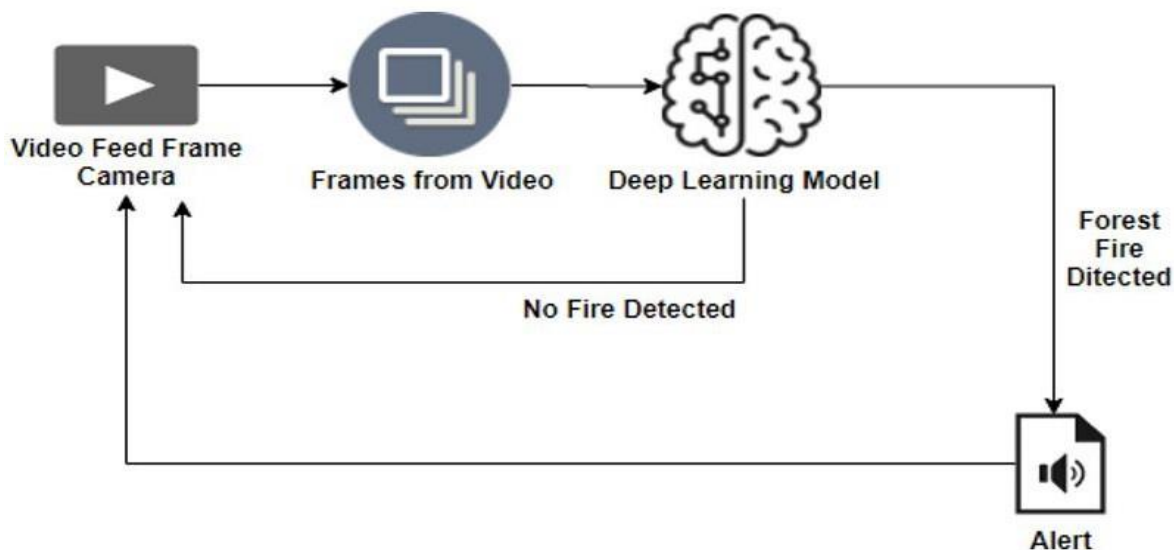 Video Feed Frame
Camera
Frames from Video
Deep Learning Model
Forest
Fire
Ditected
No Fire Detected
Alert